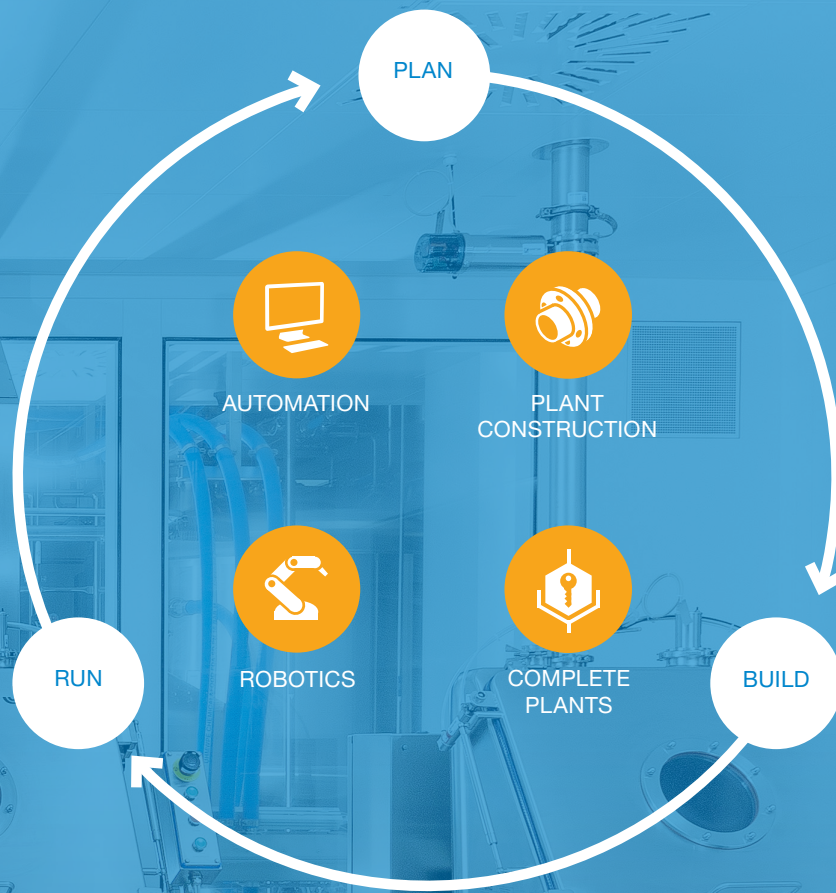 PLAN
AUTOMATION
PLANT
CONSTRUCTION
RUN
ROBOTICS
COMPLETE
PLANTS
BUILD